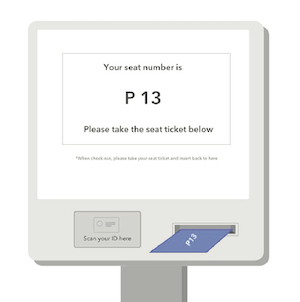 Your seat number is
P 13
Please take the seat ticket below
*When check out, please take your seat ticket and insert back to here
Scan your ID here
P13